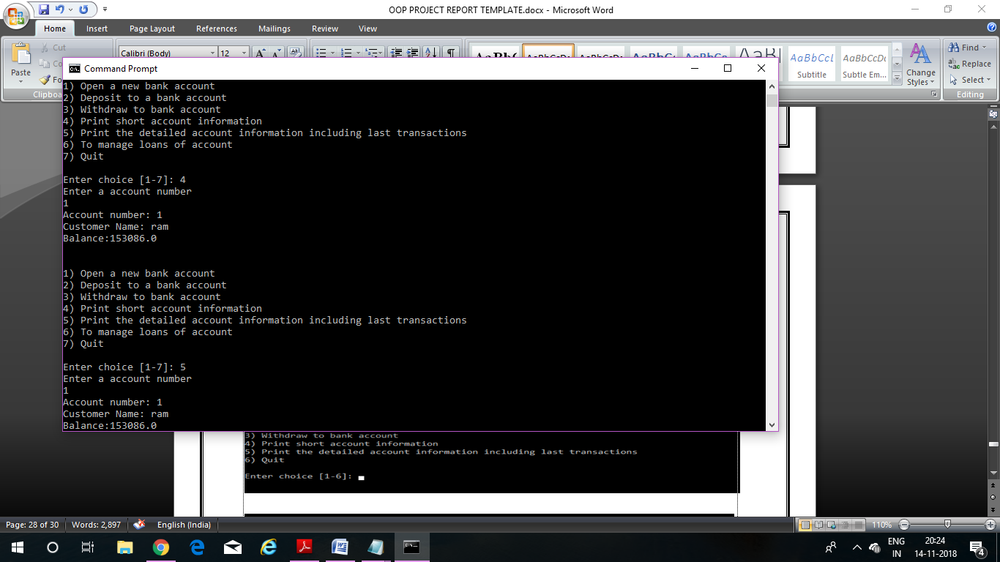 OOP PROJECT REPORT TEMPLATE.docx - Microsoft Word
Home Insert Page Layout References Mailings Review View
Cut
Calibri (Body) 12
Paste
Clipboa
AaBbCcL AaBbCcDc
Subtitle Subtle Em...
Change Styles
Find
Replace
Select
Editing
Command Prompt
1) Open a new bank account
2) Deposit to a bank account
3) Withdraw to bank account
4) Print short account information
5) Print the detailed account information including last transactions
6) To manage loans of account
7) Quit
Enter choice [1-7]: 4
Enter a account number
1
Account number: 1
Customer Name: ram
Balance:153086.0
1) Open a new bank account
2) Deposit to a bank account
3) Withdraw to bank account
4) Print short account information
5) Print the detailed account information including last transactions
6) To manage loans of account
7) Quit
Enter choice [1-7]: 5
Enter a account number
1
Account number: 1
Customer Name: ram
Balance:153086.0
3) Withdraw to bank account
4) Print short account information
5) Print the detailed account information including last transactions
6) Quit
Enter choice [1-6]:
Page: 28 of 30 Words: 2,897 English (India) 110%
ENG
IN
20:24
14-11-2018
4